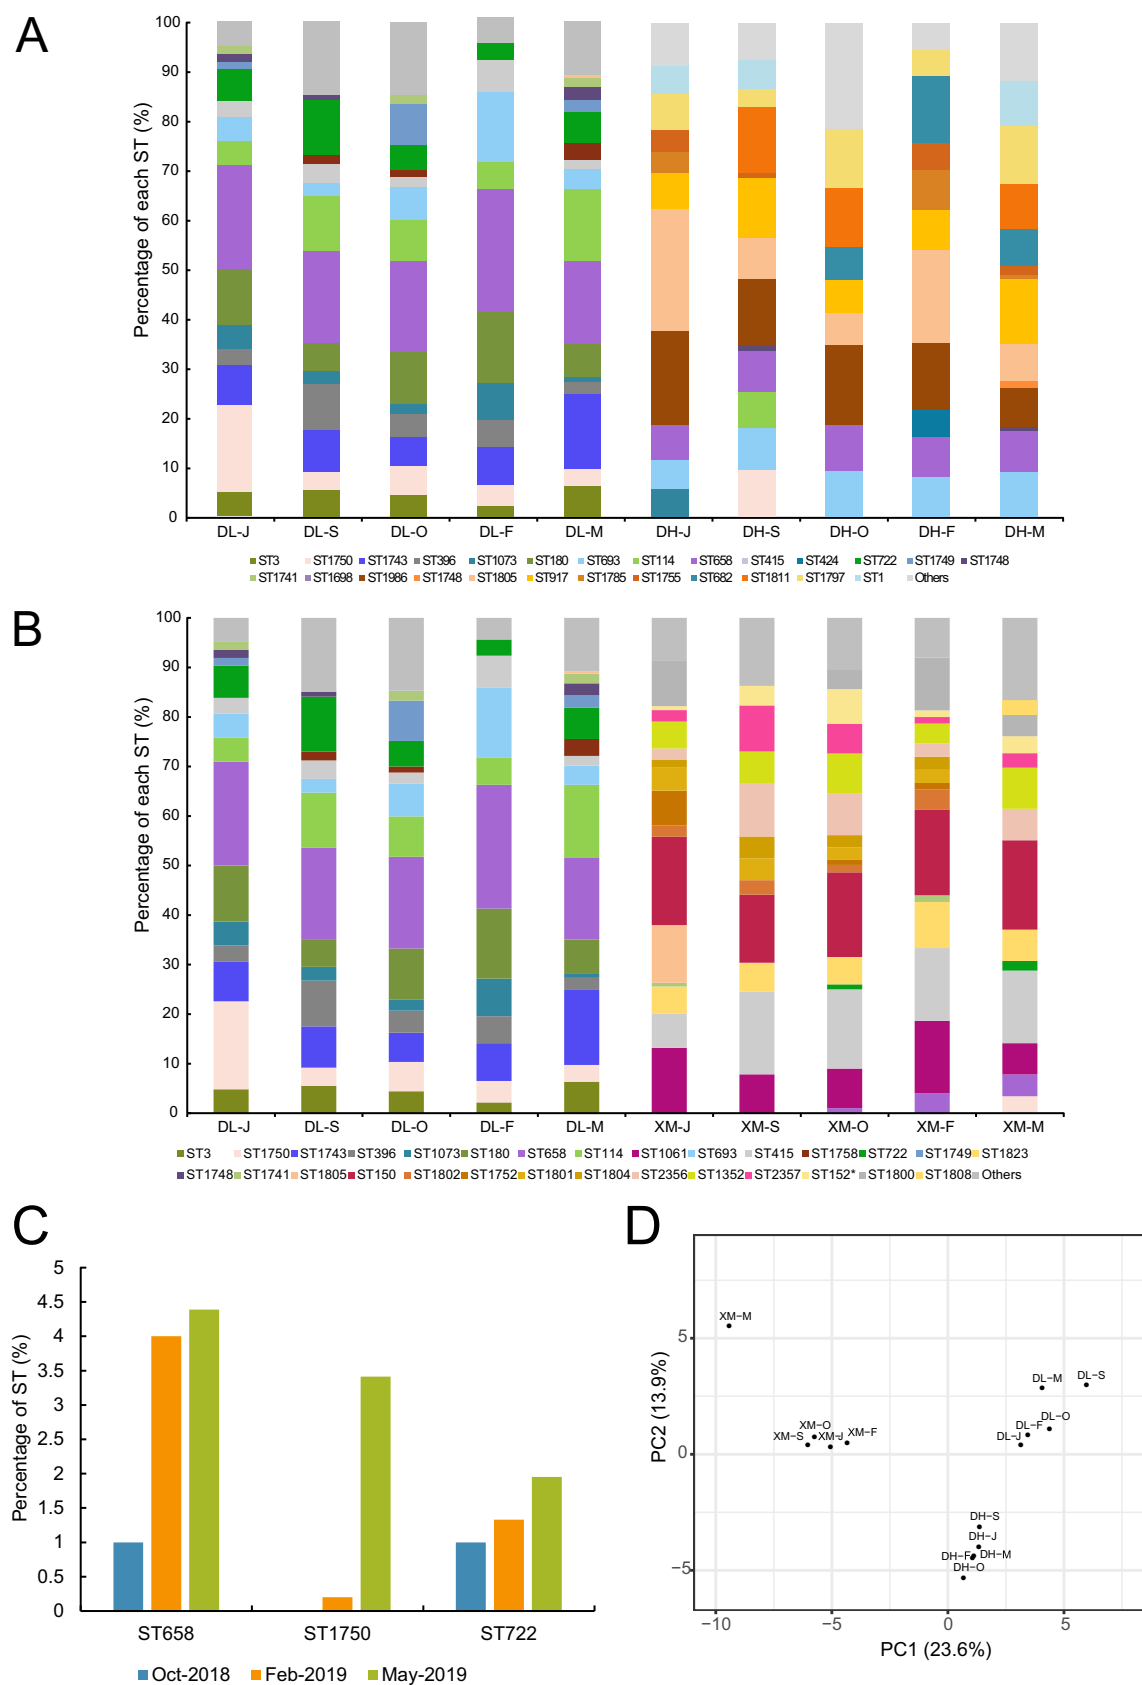 A
Percentage of each ST (%)
100
90
80
70
60
50
40
30
20
10
0
DL-J DL-S DL-O DL-F DL-M DH-J DH-S DH-O DH-F DH-M
ST3 ST1750 ST1743 ST396 ST1073 ST180 ST693 ST114 ST658 ST415 ST424 ST722 ST1749 ST1748
ST1741 ST1698 ST1986 ST1748 ST1805 ST917 ST1785 ST1755 ST682 ST1811 ST1797 ST1 Others
B
Percentage of each ST (%)
100
90
80
70
60
50
40
30
20
10
0
DL-J DL-S DL-O DL-F DL-M XM-J XM-S XM-O XM-F XM-M
ST3 ST1750 ST1743 ST396 ST1073 ST180 ST658 ST114 ST1061 ST693 ST415 ST1758 ST722 ST1749 ST1823
ST1748 ST1741 ST1805 ST150 ST1802 ST1752 ST1801 ST1804 ST2356 ST1352 ST2357 ST152* ST1800 ST1808 Others
C
Percentage of ST (%)
5
4.5
4
3.5
3
2.5
2
1.5
1
0.5
0
ST658 ST1750 ST722
Oct-2018 Feb-2019 May-2019
D
PC2 (13.9%)
5
0
−5
XM−M
DL−M DL−S
XM−O DL−F DL−O
XM−S XM−J XM−F DL−J
DH−S
DH−J
DH−F DH−M
DH−O
−10 −5 0 5
PC1 (23.6%)